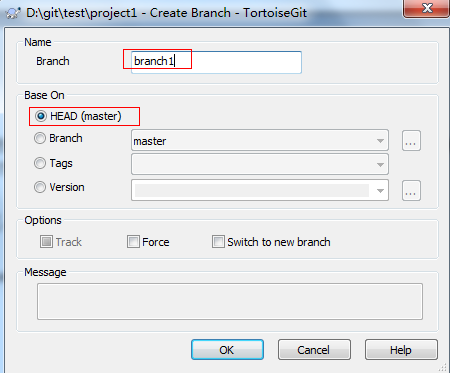 D:\git\test\project1 - Create Branch - TortoiseGit
Name
Branch
branch1
Base On
HEAD (master)
Branch
master
...
Tags
Version
...
Options
Track
Force
Switch to new branch
Message
OK
Cancel
Help